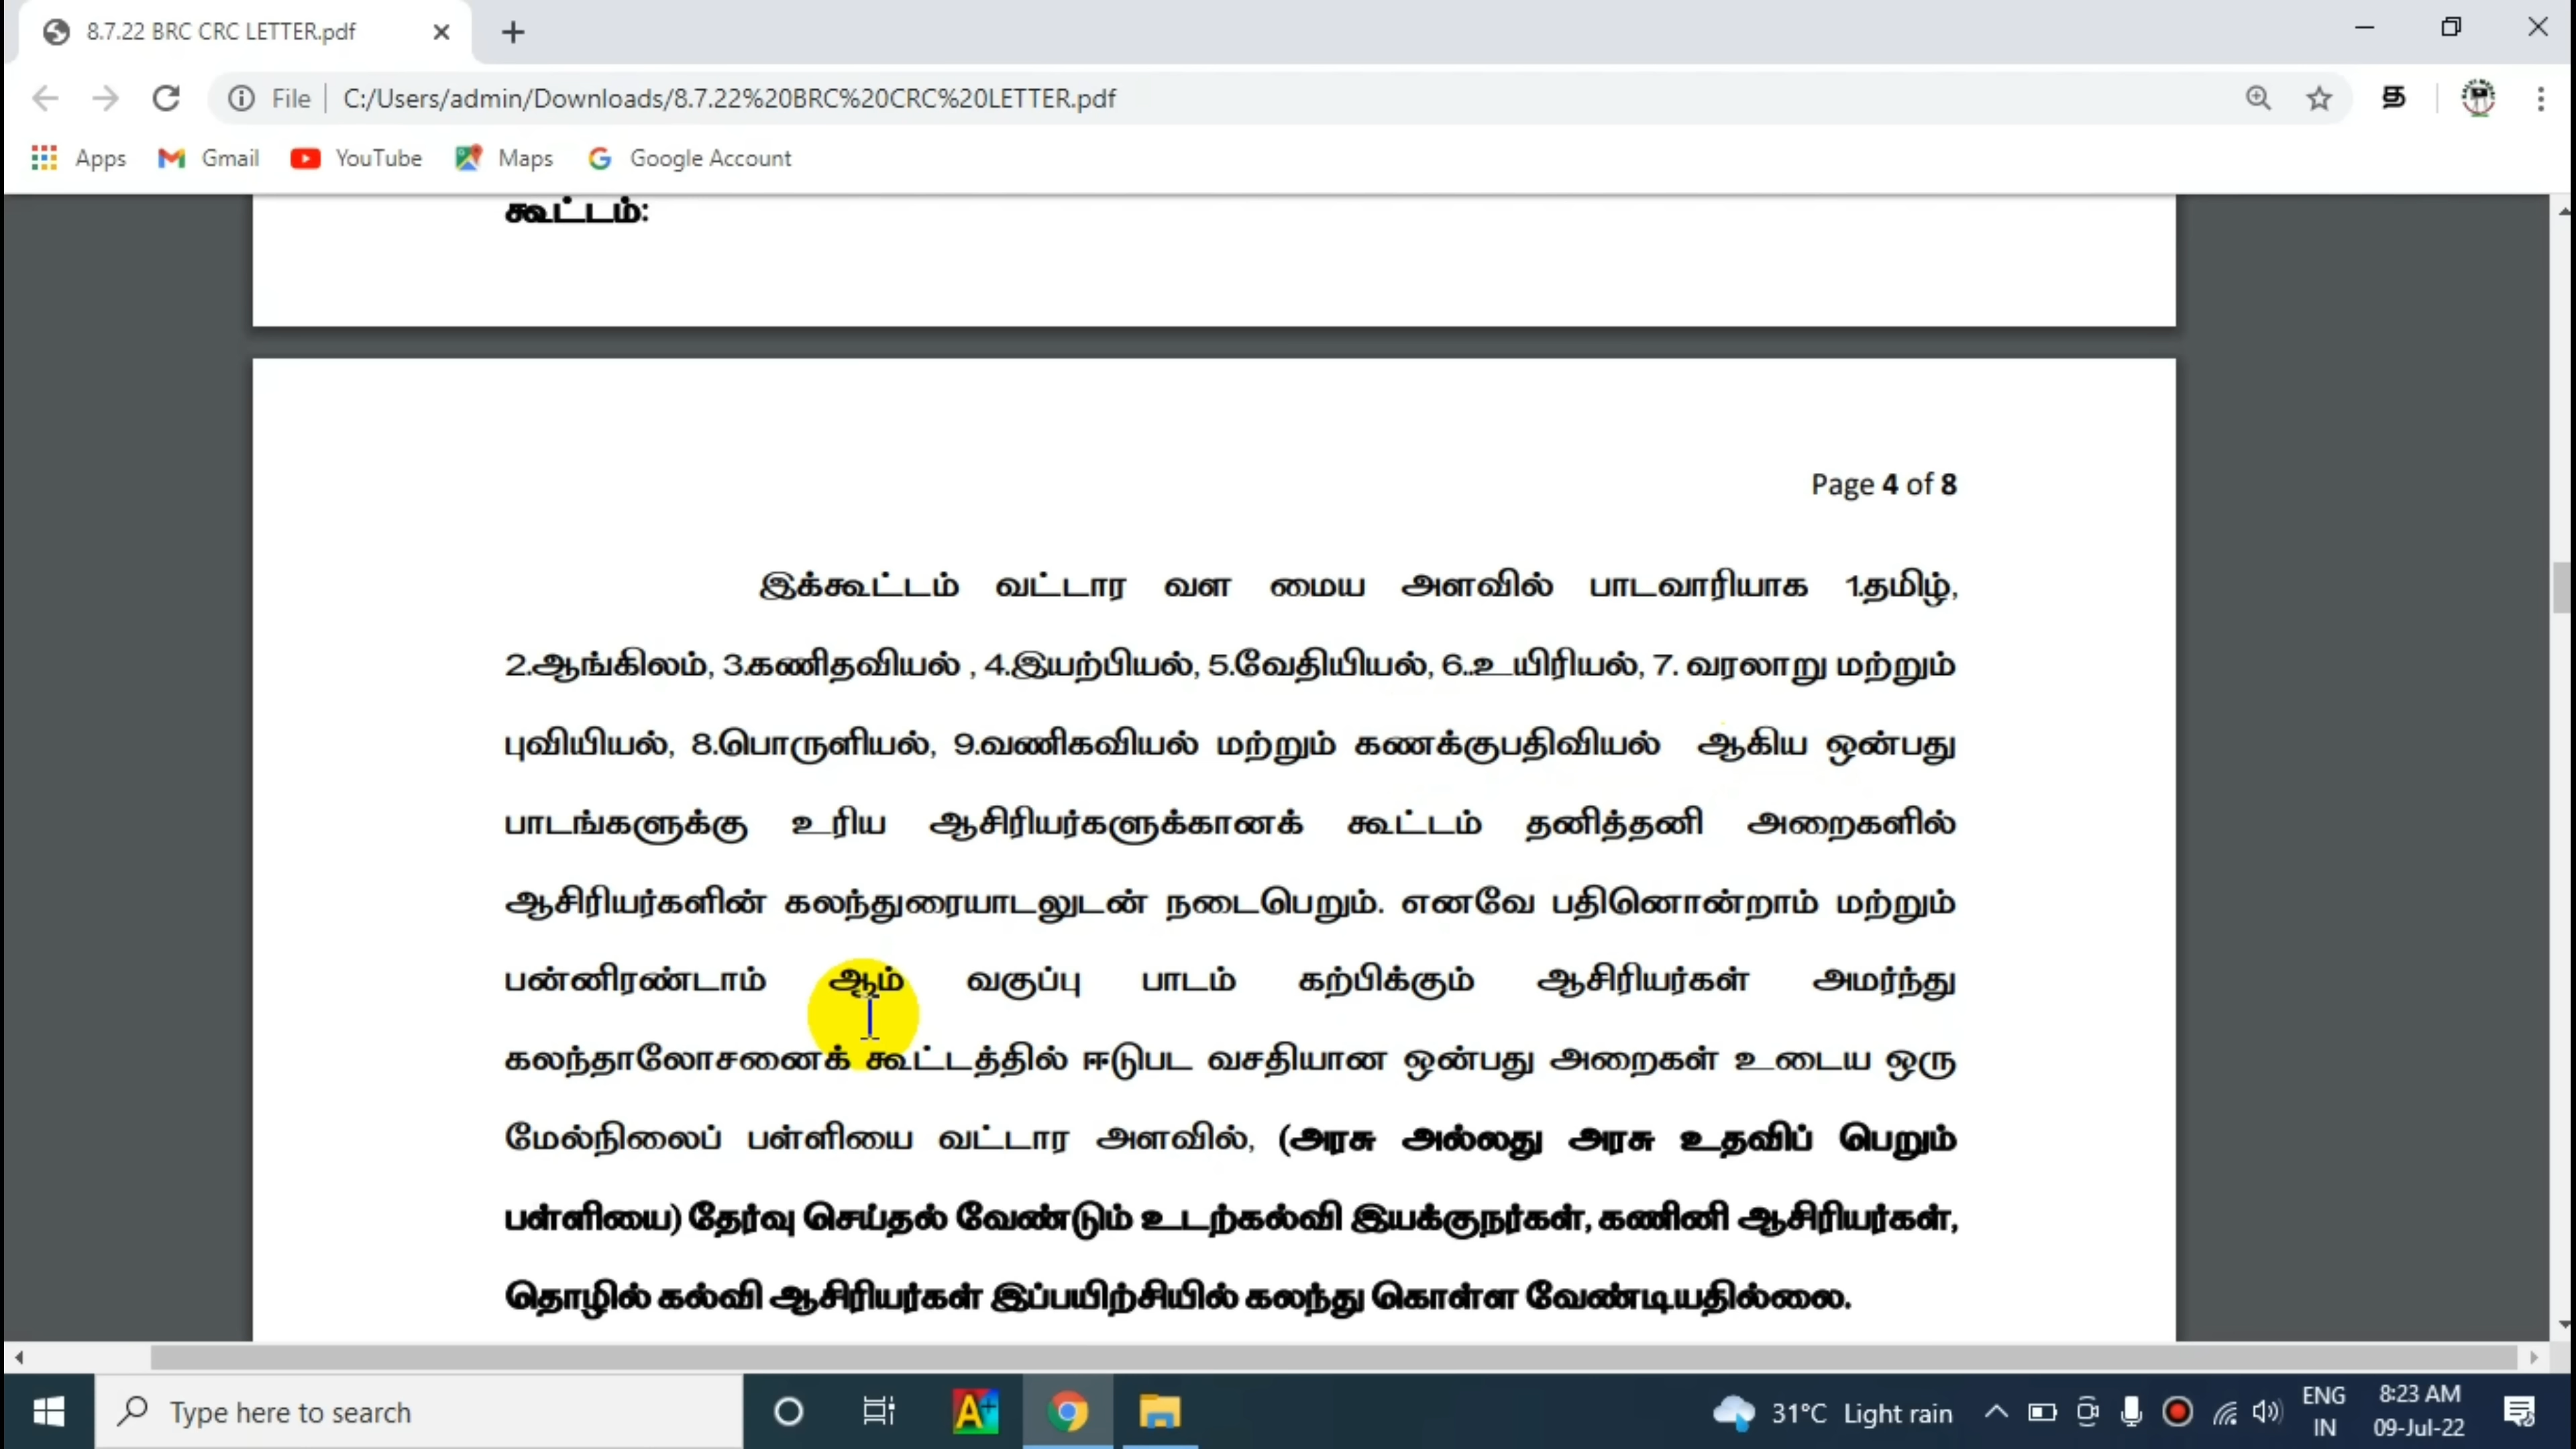 8.7.22 BRC CRC LETTER.pdf
File | C:/Users/admin/Downloads/8.7.22%20BRC%20CRC%20LETTER.pdf
த
Apps Gmail YouTube Maps Google Account
கூட்டம்:
Page 4 of 8
இக்கூட்டம் வட்டார வள மைய அளவில் பாடவாரியாக 1.தமிழ்,
2.ஆங்கிலம், 3.கணிதவியல் , 4.இயற்பியல், 5.வேதியியல், 6..உயிரியல், 7. வரலாறு மற்றும்
புவியியல், 8.பொருளியல், 9.வணிகவியல் மற்றும் கணக்குபதிவியல் ஆகிய ஒன்பது
பாடங்களுக்கு உரிய ஆசிரியர்களுக்கானக் கூட்டம் தனித்தனி அறைகளில்
ஆசிரியர்களின் கலந்துரையாடலுடன் நடைபெறும். எனவே பதினொன்றாம் மற்றும்
பன்னிரண்டாம் ஆம் வகுப்பு பாடம் கற்பிக்கும் ஆசிரியர்கள் அமர்ந்து
கலந்தாலோசனைக் கூட்டத்தில் ஈடுபட வசதியான ஒன்பது அறைகள் உடைய ஒரு
மேல்நிலைப் பள்ளியை வட்டார அளவில், (அரசு அல்லது அரசு உதவிப் பெறும்
பள்ளியை) தேர்வு செய்தல் வேண்டும் உடற்கல்வி இயக்குநர்கள், கணினி ஆசிரியர்கள்,
தொழில் கல்வி ஆசிரியர்கள் இப்பயிற்சியில் கலந்து கொள்ள வேண்டியதில்லை.
Type here to search
A+
31°C Light rain
ENG
IN
8:23 AM
09-Jul-22